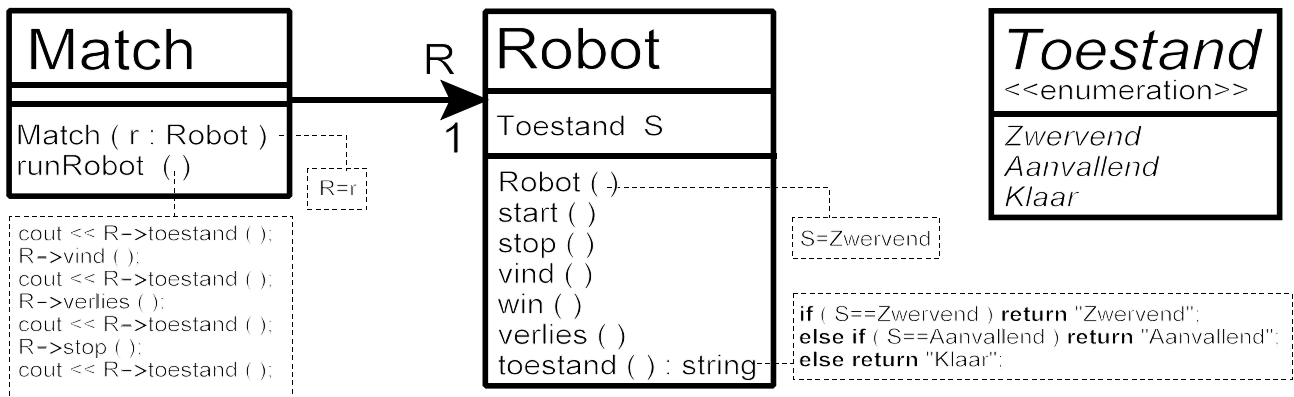 Match
Match ( r : Robot )
runRobot ( )
R=r
cout << R->toestand ( );
R->vind ( );
cout << R->toestand ( );
R->verlies ( );
cout << R->toestand ( );
R->stop ( );
cout << R->toestand ( );
R
1
Robot
Toestand S
Robot ( )
start ( )
stop ( )
vind ( )
win ( )
verlies ( )
toestand ( ) : string
S=Zwervend
if ( S==Zwervend ) return "Zwervend";
else if ( S==Aanvallend ) return "Aanvallend";
else return "Klaar";
Toestand
<<enumeration>>
Zwervend
Aanvallend
Klaar